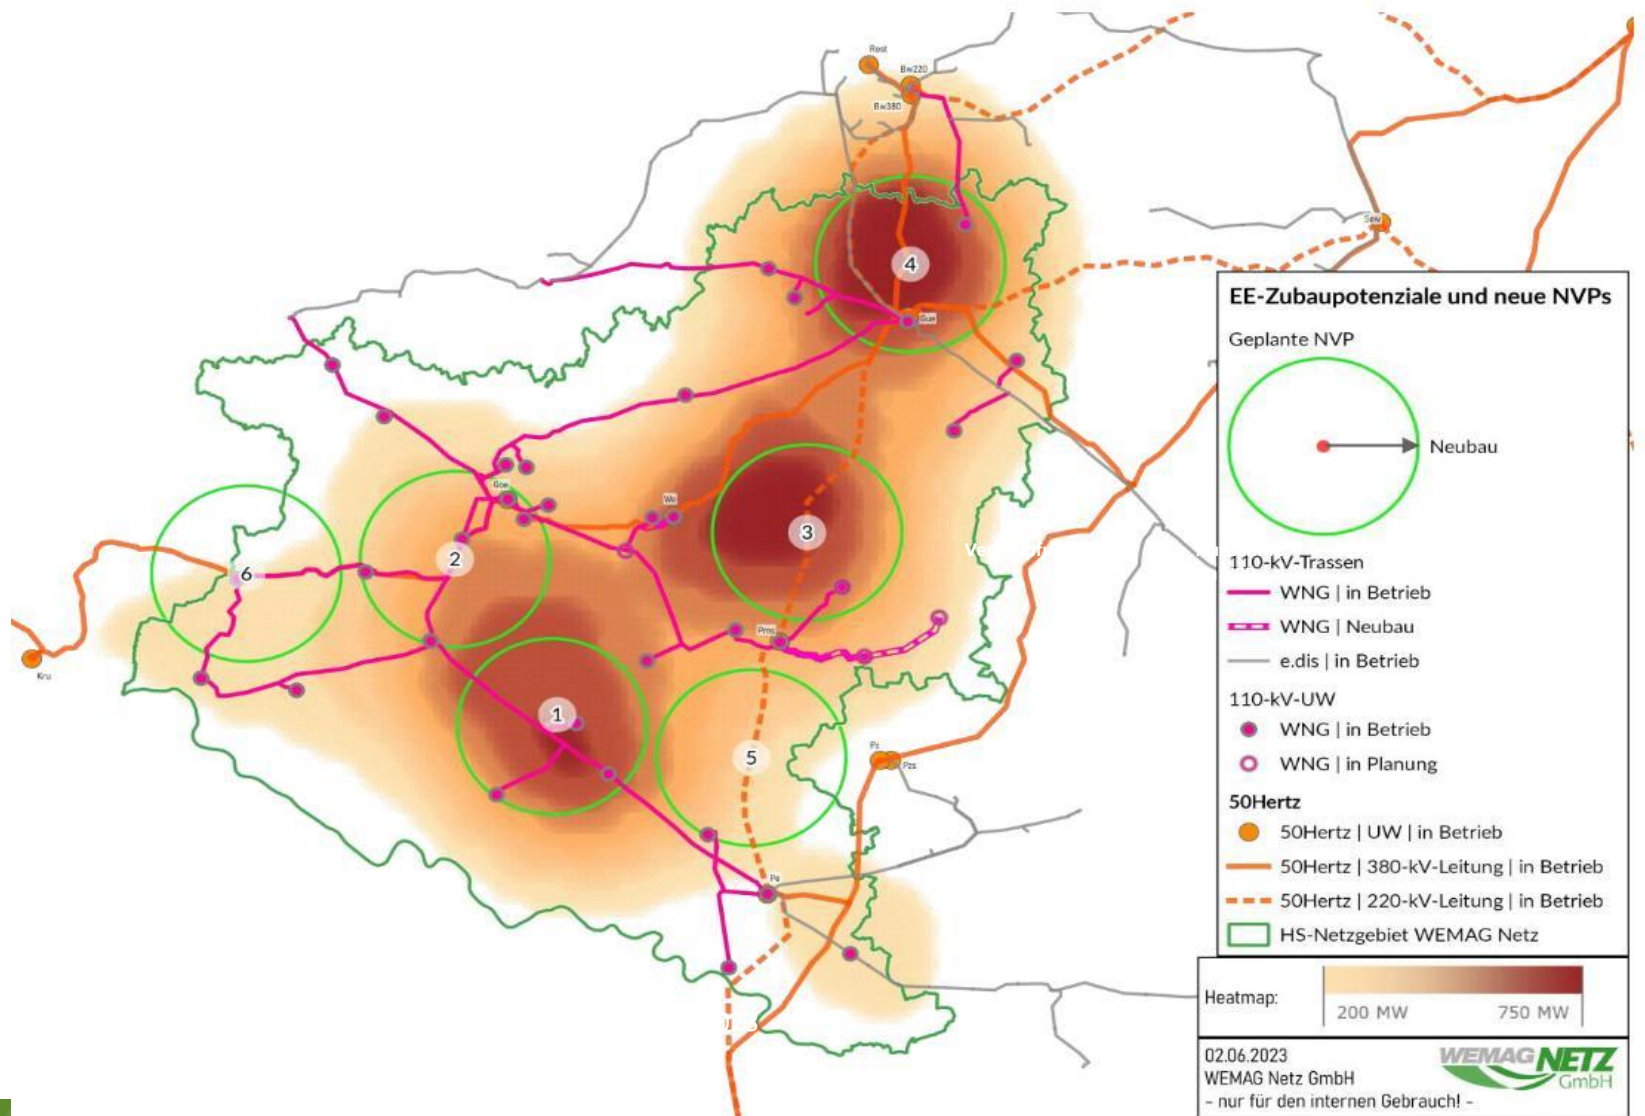 Rost
Bw220
Bw380
4
Gue
Goe
Wo
2
3
6
Kru
1
5
Pz
Pzs
Pe
EE-Zubaupotenziale und neue NVPs
Geplante NVP
Neubau
110-kV-Trassen
WNG | in Betrieb
WNG | Neubau
e.dis | in Betrieb
110-kV-UW
WNG | in Betrieb
WNG | in Planung
50Hertz
50Hertz | UW | in Betrieb
50Hertz | 380-kV-Leitung | in Betrieb
50Hertz | 220-kV-Leitung | in Betrieb
HS-Netzgebiet WEMAG Netz
Heatmap:
200 MW 750 MW
02.06.2023
WEMAG Netz GmbH
- nur für den internen Gebrauch! -
WEMAG NETZ
GmbH